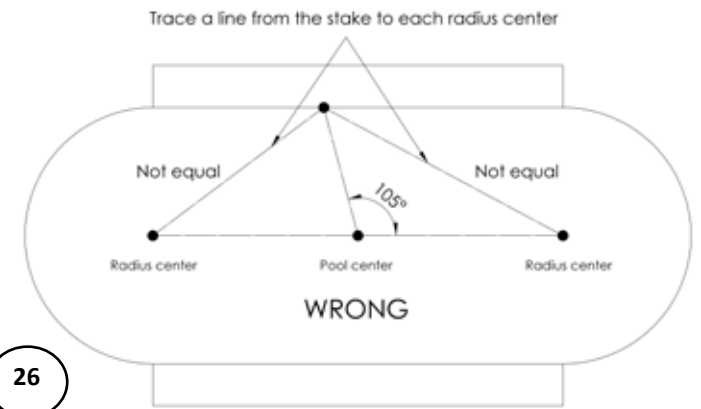 Trace a line from the stake to each radius center
Not equal
Not equal
105º
Radius center
Pool center
Radius center
WRONG
26